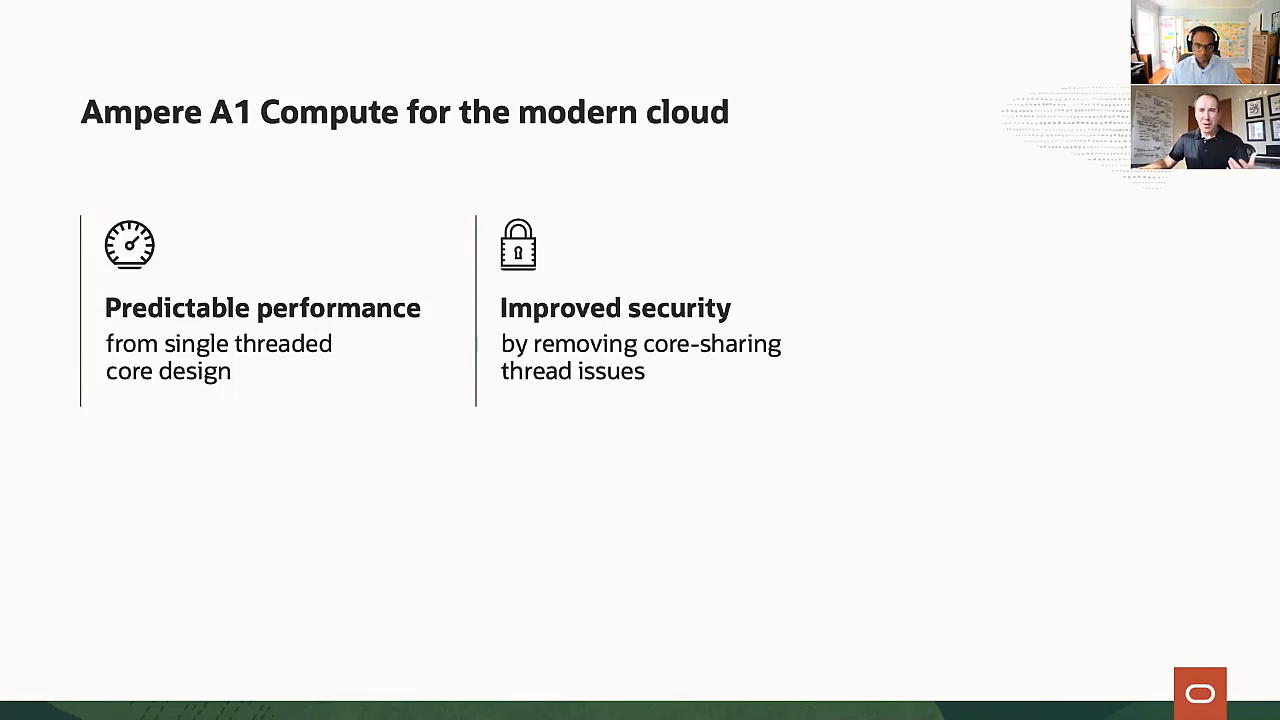 Ampere A1 Compute for the modern cloud
Predictable performance
from single threaded
core design
Improved security
by removing core-sharing
thread issues